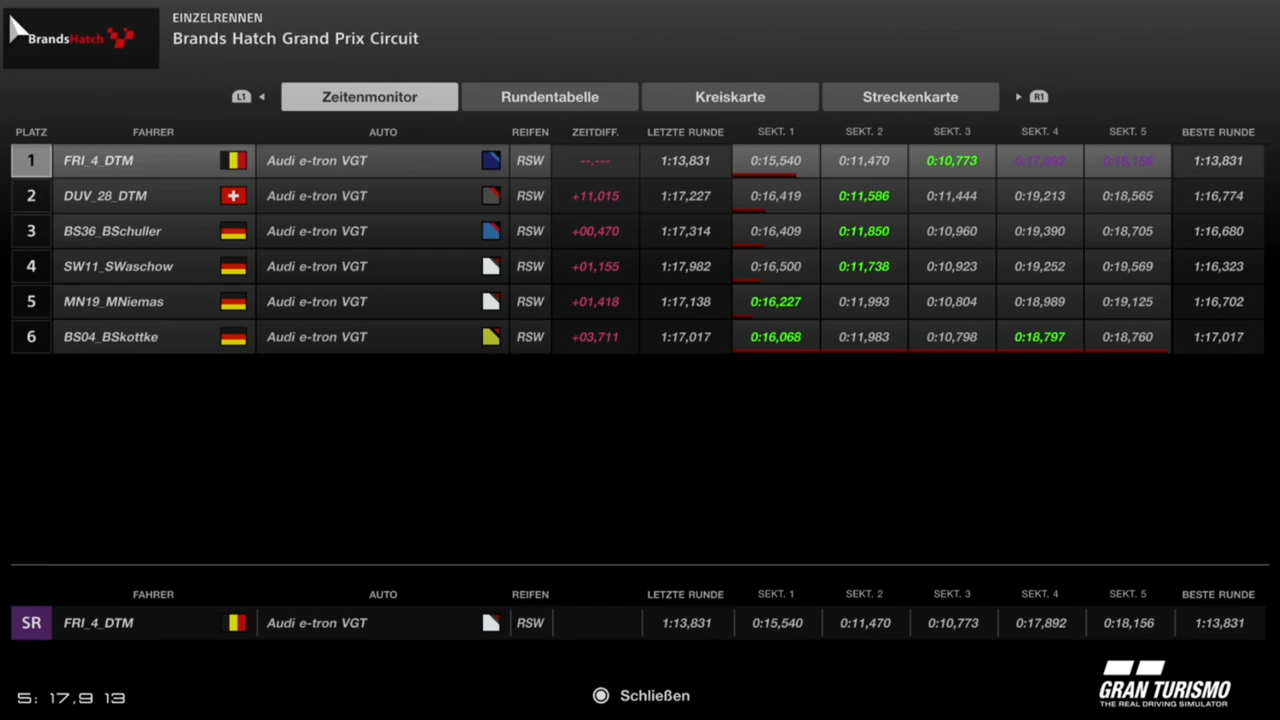 BrandsHatch
EINZELRENNEN
Brands Hatch Grand Prix Circuit
L1 Zeitenmonitor Rundentabelle Kreiskarte Streckenkarte R1
PLATZ FAHRER AUTO REIFEN ZEITDIFF. LETZTE RUNDE SEKT. 1 SEKT. 2 SEKT. 3 SEKT. 4 SEKT. 5 BESTE RUNDE
1 FRI_4_DTM Audi e-tron VGT RSW --.--- 1:13,831 0:15,540 0:11,470 0:10,773 0:17,892 0:18,156 1:13,831
2 DUV_28_DTM Audi e-tron VGT RSW +11,015 1:17,227 0:16,419 0:11,586 0:11,444 0:19,213 0:18,565 1:16,774
3 BS36_BSchuller Audi e-tron VGT RSW +00,470 1:17,314 0:16,409 0:11,850 0:10,960 0:19,390 0:18,705 1:16,680
4 SW11_SWaschow Audi e-tron VGT RSW +01,155 1:17,982 0:16,500 0:11,738 0:10,923 0:19,252 0:19,569 1:16,323
5 MN19_MNiemas Audi e-tron VGT RSW +01,418 1:17,138 0:16,227 0:11,993 0:10,804 0:18,989 0:19,125 1:16,702
6 BS04_BSkottke Audi e-tron VGT RSW +03,711 1:17,017 0:16,068 0:11,983 0:10,798 0:18,797 0:18,760 1:17,017
FAHRER AUTO REIFEN LETZTE RUNDE SEKT. 1 SEKT. 2 SEKT. 3 SEKT. 4 SEKT. 5 BESTE RUNDE
SR FRI_4_DTM Audi e-tron VGT RSW 1:13,831 0:15,540 0:11,470 0:10,773 0:17,892 0:18,156 1:13,831
5: 17,9 13
Schließen
GRAN TURISMO
THE REAL DRIVING SIMULATOR